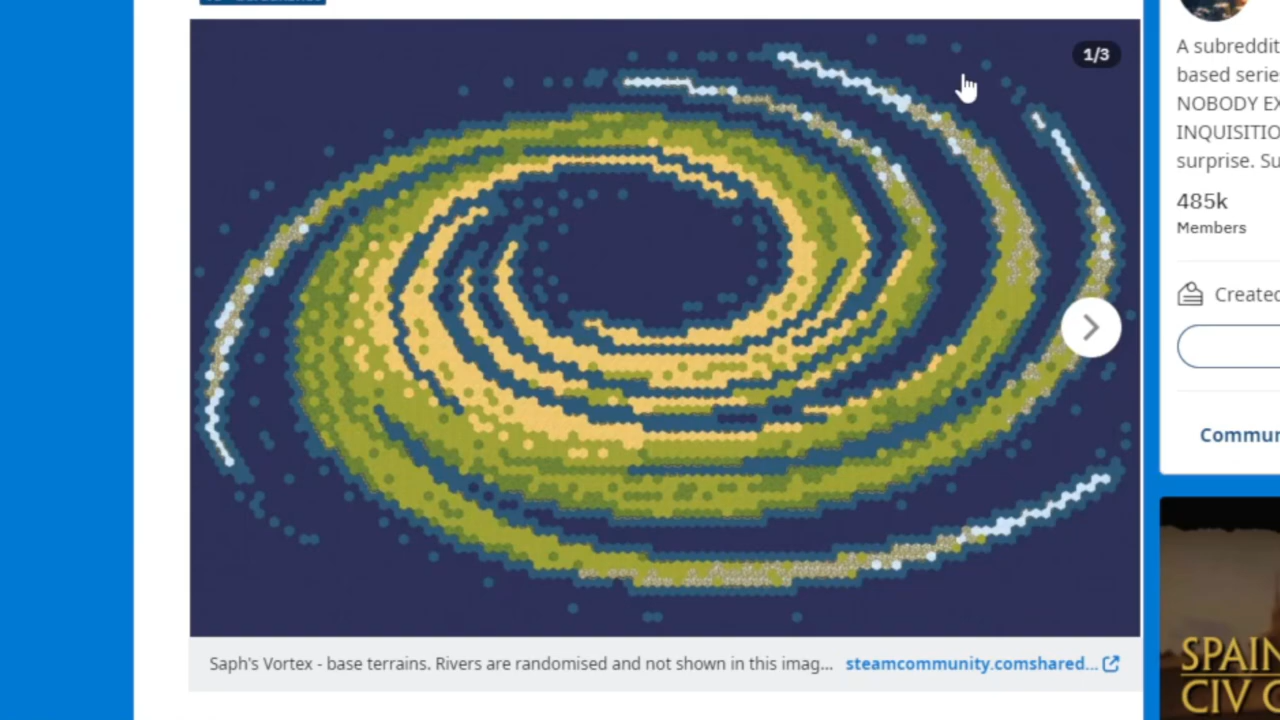 1/3
A subreddit
based serie
NOBODY EX
INQUISITIO
surprise. Su
485k
Members
Created
Commun
Saph's Vortex - base terrains. Rivers are randomised and not shown in this imag... steamcommunity.comshared...
SPAIN
CIV C